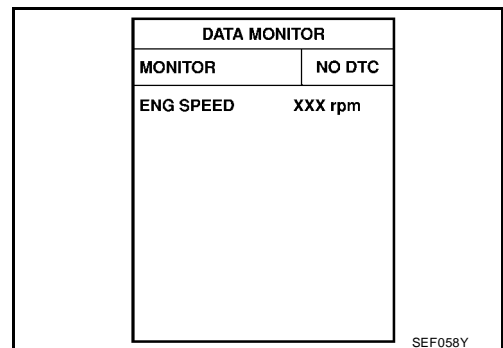 DATA MONITOR
MONITOR NO DTC
ENG SPEED XXX rpm
SEF058Y